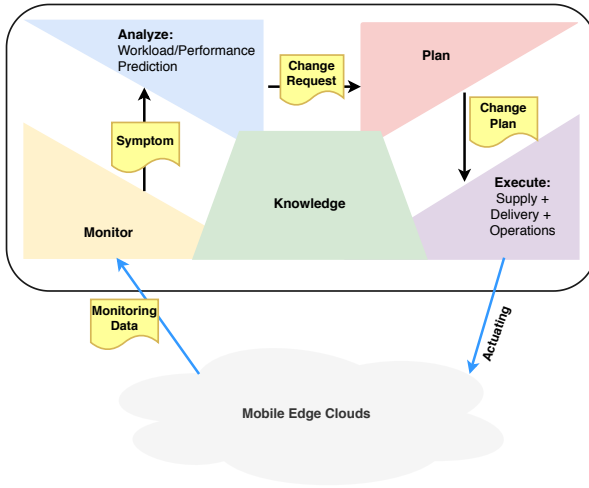 Analyze:
Workload/Performance
Prediction
Change
Request
Plan
Symptom
Change
Plan
Monitor
Knowledge
Execute:
Supply +
Delivery +
Operations
Monitoring
Data
Actuating
Mobile Edge Clouds